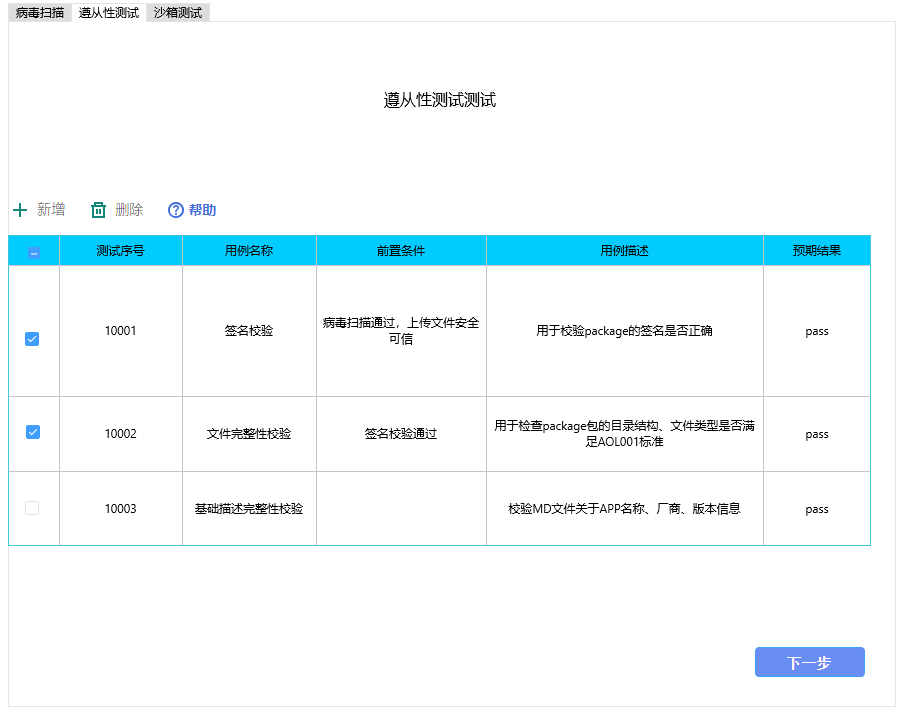 病毒扫描 遵从性测试 沙箱测试
遵从性测试测试
新增 删除 帮助
测试序号 用例名称 前置条件 用例描述 预期结果
10001 签名校验 病毒扫描通过，上传文件安全可信 用于校验package的签名是否正确 pass
10002 文件完整性校验 签名校验通过 用于检查package包的目录结构、文件类型是否满足AOL001标准 pass
10003 基础描述完整性校验 校验MD文件关于APP名称、厂商、版本信息 pass
下一步